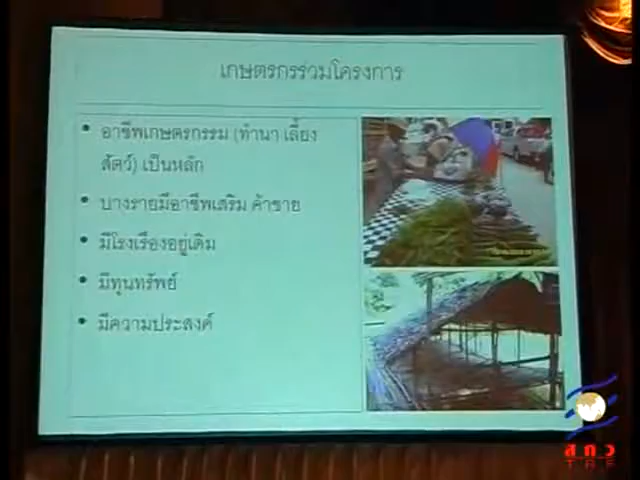 เกษตรกรร่วมโครงการ
• อาชีพเกษตรกรรม (ทำนา เลี้ยง
สัตว์) เป็นหลัก
• บางรายมีอาชีพเสริม ค้าขาย
• มีโรงเรือนอยู่เดิม
• มีทุนทรัพย์
• มีความประสงค์
สกว
TRF